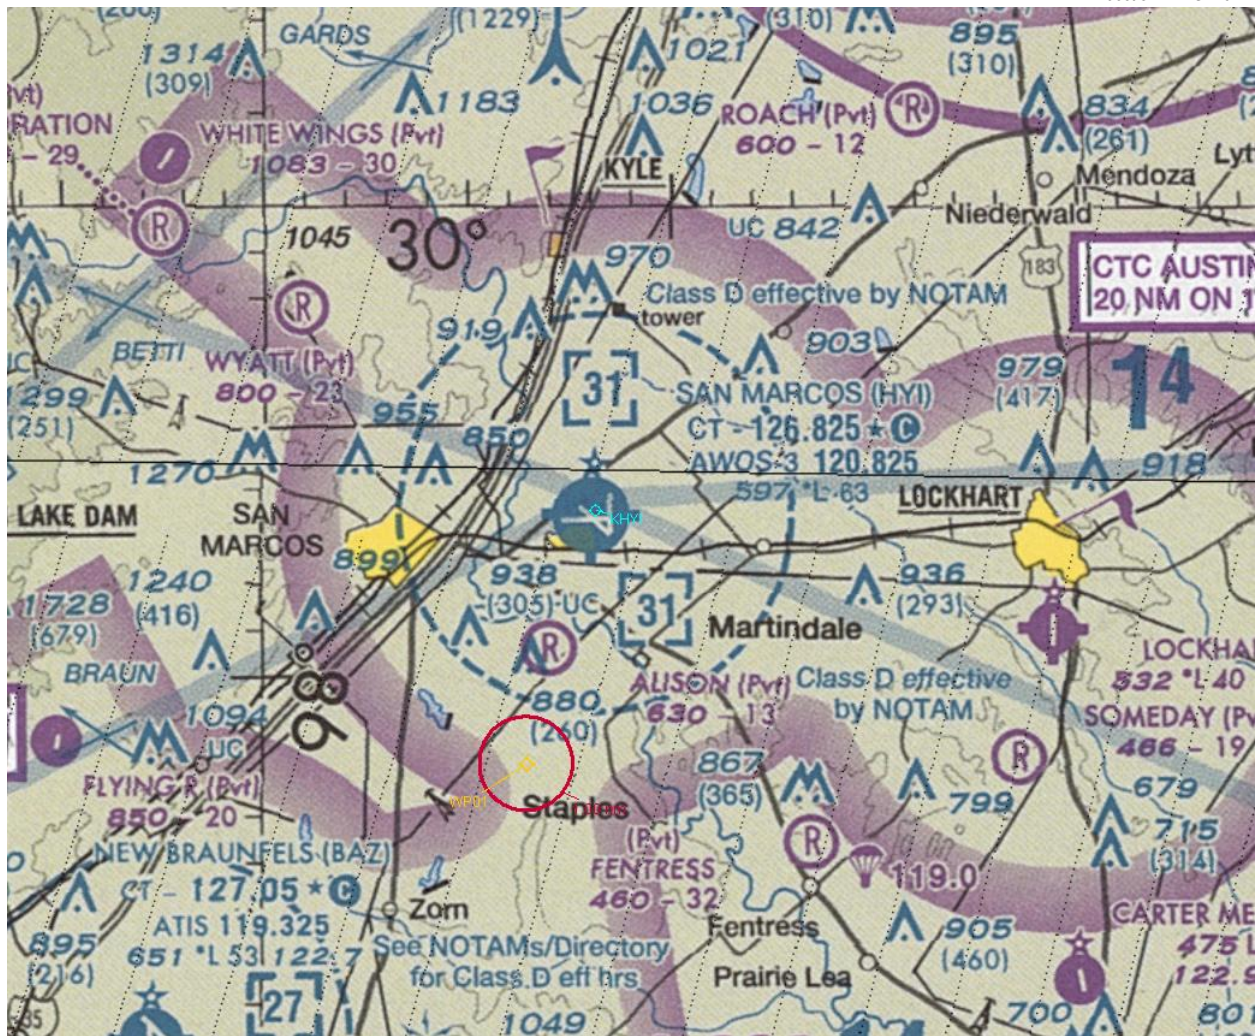 GARDS
(1229)
(310)
895
(310)
1314
(309)
1183
1021
1036
834
(261)
RATION
- 29
WHITE WINGS (Pvt)
1083 - 30
ROACH (Pvt)
600 - 12
R
KYLE
Mendoza
Niederwald
R
1045
30°
UC 842
183
CTC AUSTIN
20 NM ON 1
970
Class D effective by NOTAM
tower
R
919
903
BETTI
WYATT (Pvt)
800 - 23
31
979
(417)
14
SAN MARCOS (HYI)
CT - 126.825 ★ C
AWOS-3 120.825
597 *L 63
299
(251)
955
850
1270
918
LOCKHART
LAKE DAM
SAN
MARCOS
899
KHYI
1240
(416)
1728
(679)
938
(305) UC
31
936
(293)
Martindale
R
BRAUN
98
ALISON (Pvt)
630 - 13
Class D effective
by NOTAM
LOCKHA
532 *L 40
SOMEDAY (P
466 - 19
1094
UC
880
(260)
R
FLYING R (Pvt)
850 - 20
WP01
Staples
867
(365)
799
679
715
(314)
(Pvt)
FENTRESS
460 - 32
R
119.0
NEW BRAUNFELS (BAZ)
CT - 127.05 ★ C
ATIS 119.325
651 *L 53 122.7
Zorn
See NOTAMs/Directory
for Class D eff hrs
Fentress
Prairie Lea
905
(460)
CARTER ME
475
122.9
895
(216)
27
1049
700
80